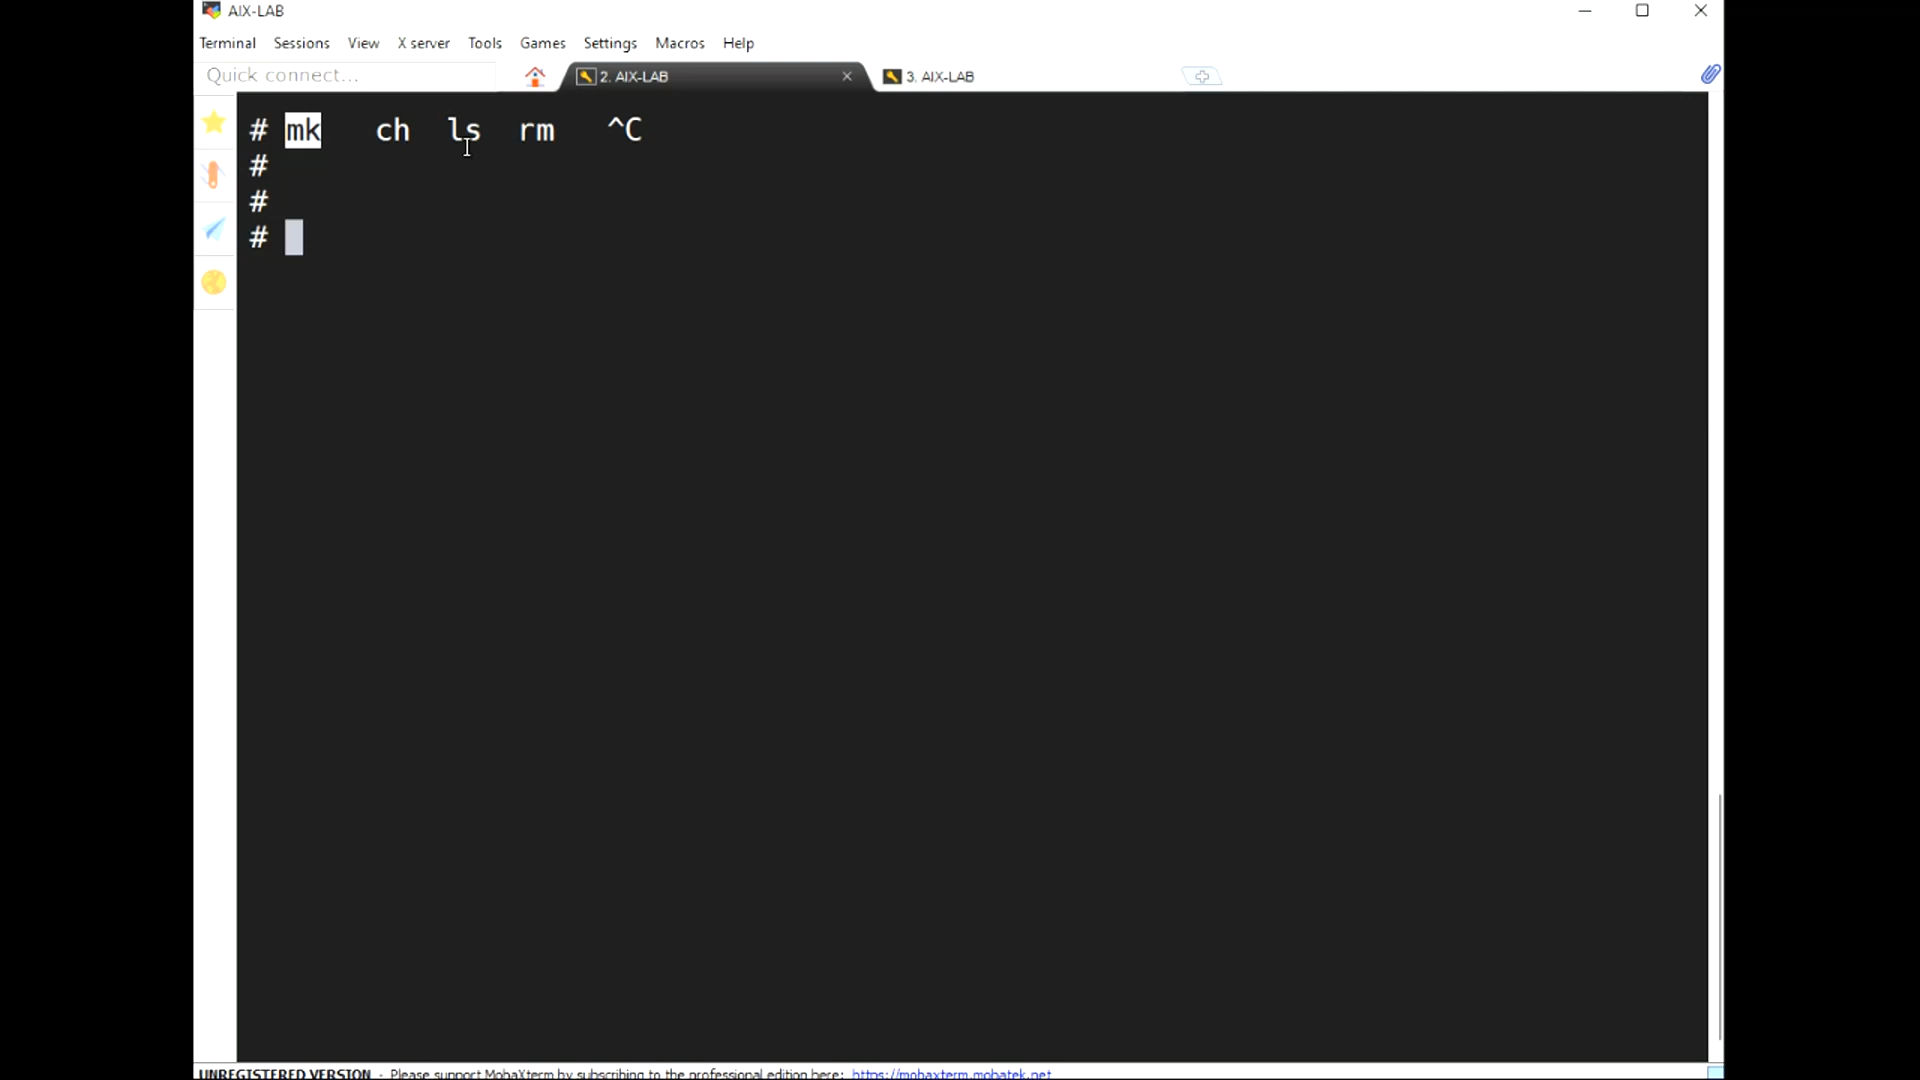 AIX-LAB
Terminal Sessions View X server Tools Games Settings Macros Help
Quick connect... 2. AIX-LAB 3. AIX-LAB
# mk ch ls rm ^C
#
#
#
UNREGISTERED VERSION - Please support MobaXterm by subscribing to the professional edition here: https://mobaxterm.mobatek.net